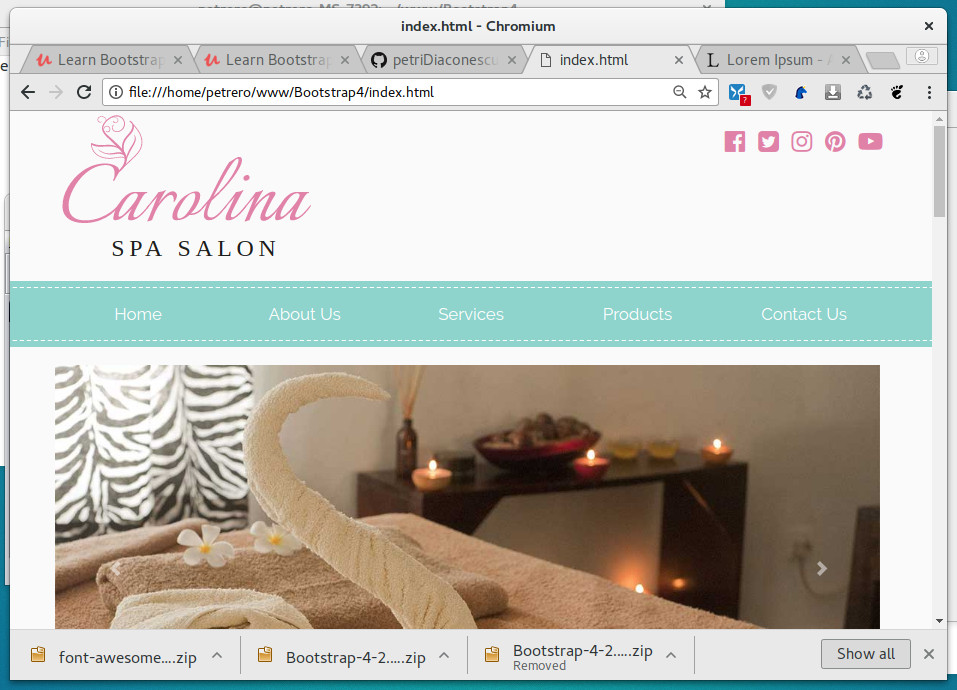 index.html - Chromium
Learn Bootstrap
Learn Bootstrap
petriDiaconescu
index.html
Lorem Ipsum - A
file:///home/petrero/www/Bootstrap4/index.html
Carolina
SPA SALON
Home
About Us
Services
Products
Contact Us
font-awesome....zip
Bootstrap-4-2.....zip
Bootstrap-4-2.....zip
Removed
Show all